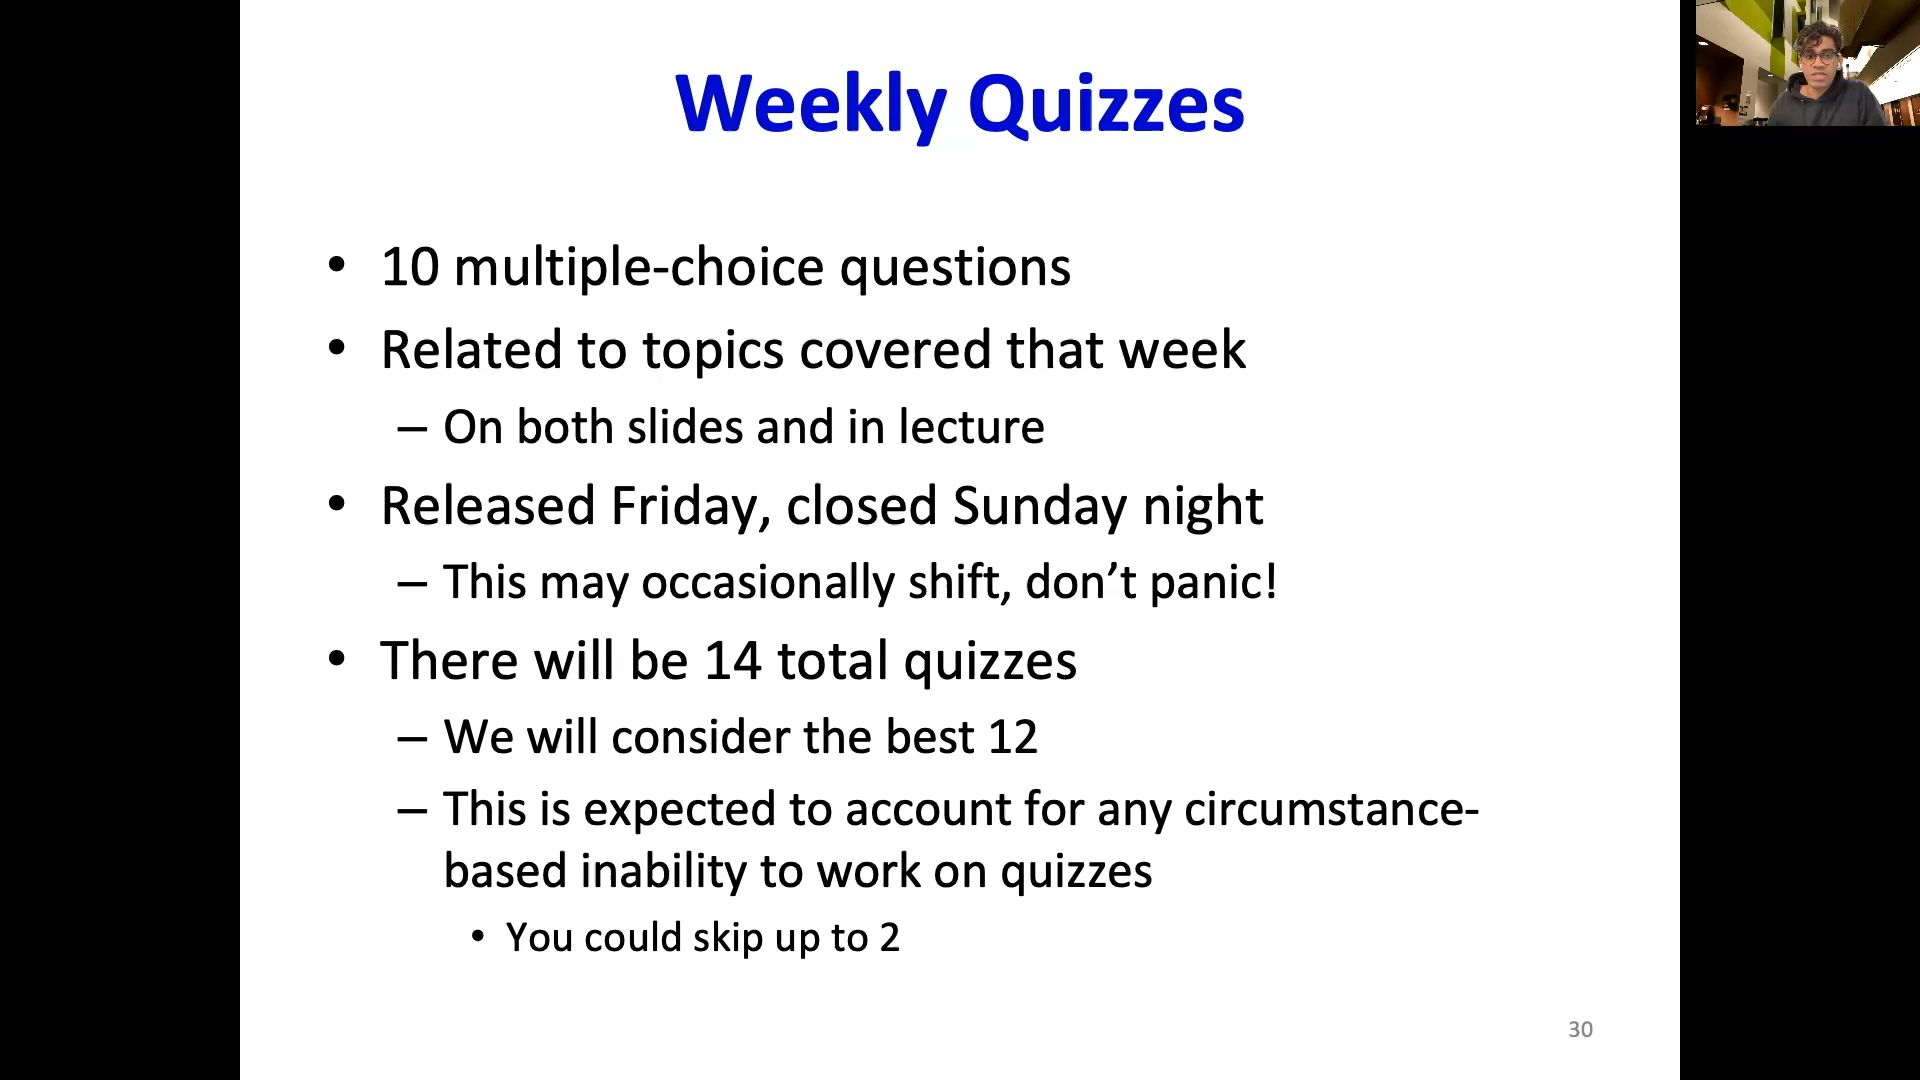 Weekly Quizzes
• 10 multiple-choice questions
• Related to topics covered that week
– On both slides and in lecture
• Released Friday, closed Sunday night
– This may occasionally shift, don’t panic!
• There will be 14 total quizzes
– We will consider the best 12
– This is expected to account for any circumstance-
based inability to work on quizzes
• You could skip up to 2
30